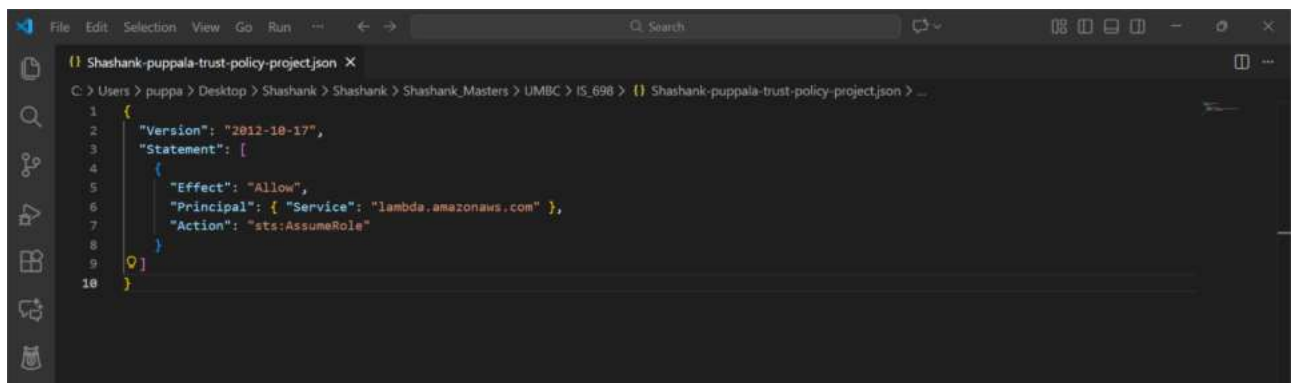 File Edit Selection View Go Run ... Search
{} Shashank-puppala-trust-policy-project.json ×
C: > Users > puppa > Desktop > Shashank > Shashank > Shashank_Masters > UMBC > IS_698 > {} Shashank-puppala-trust-policy-project.json > ...
1 {
2 "Version": "2012-10-17",
3 "Statement": [
4 {
5 "Effect": "Allow",
6 "Principal": { "Service": "lambda.amazonaws.com" },
7 "Action": "sts:AssumeRole"
8 }
9 ]
10 }